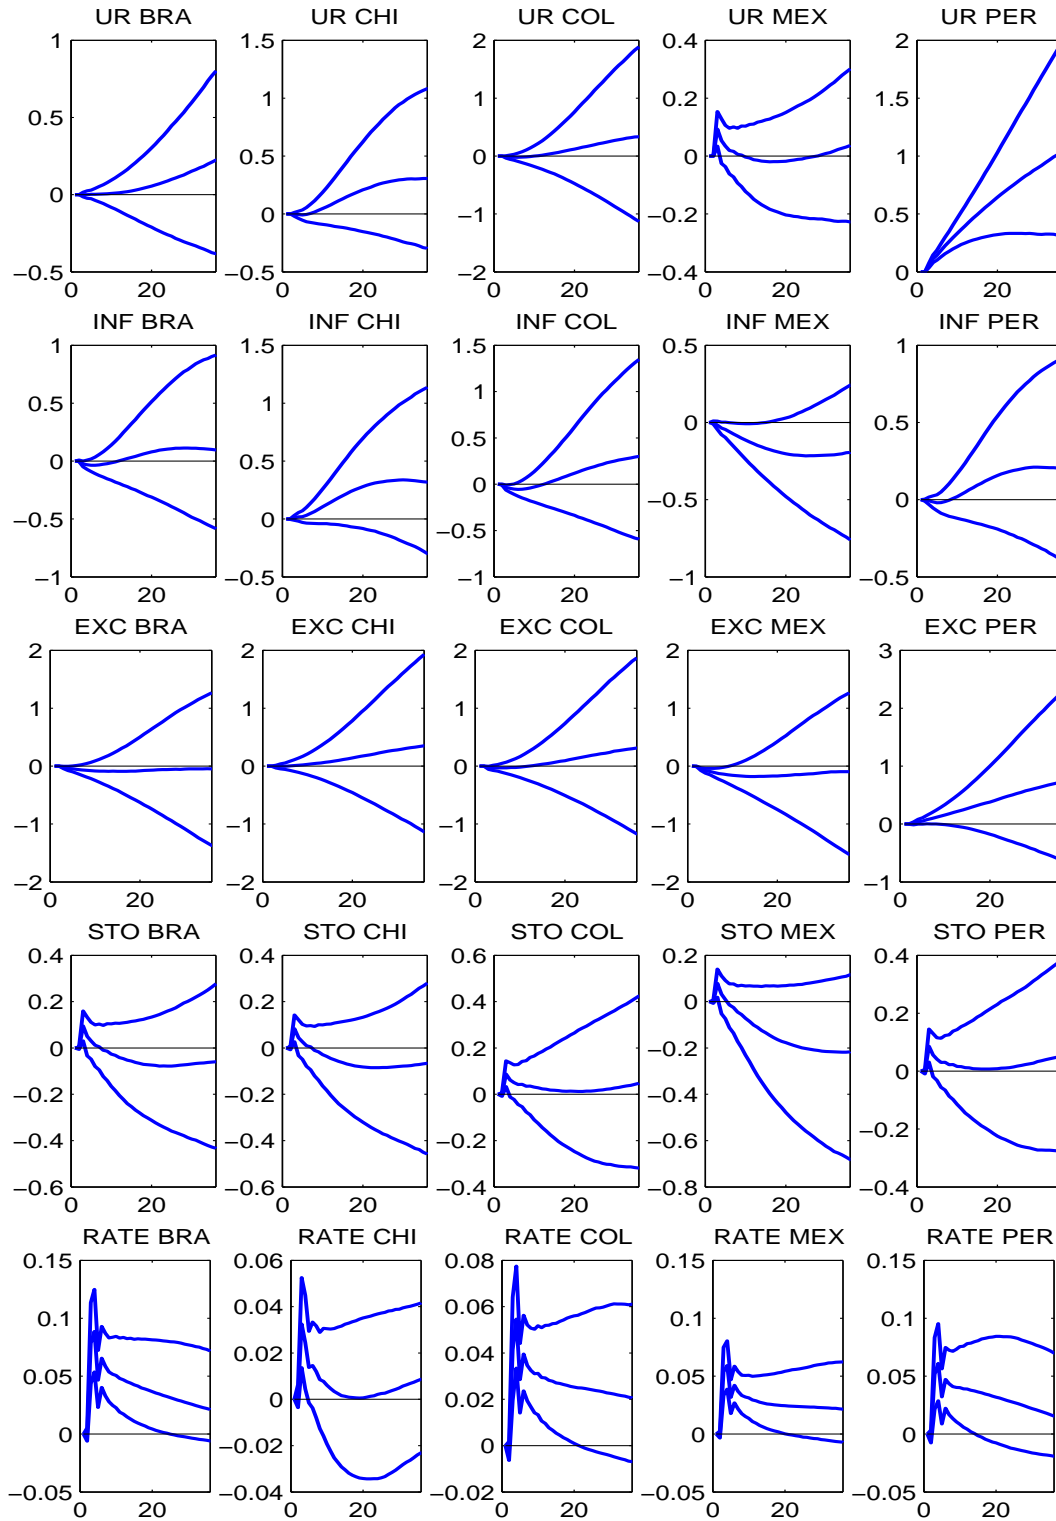 UR BRA UR CHI UR COL UR MEX UR PER
1 1.5 2 0.4 2
0.5 1 1 0.2 1.5
0.5 0 0 1
0 0 −1 −0.2 0.5
−0.5 −0.5 −2 −0.4 0
0 20 0 20 0 20 0 20 0 20
INF BRA INF CHI INF COL INF MEX INF PER
1 1.5 1.5 0.5 1
0.5 1 1 0 0.5
0 0.5 0.5 −0.5 0
−0.5 0 0 −1 −0.5
−1 −0.5 −0.5
−1
0 20 0 20 0 20 0 20 0 20
EXC BRA EXC CHI EXC COL EXC MEX EXC PER
2 2 2 2 3
1 1 1 1 2
0 0 0 0 1
−1 −1 −1 −1 0
−2 −2 −2 −2 −1
0 20 0 20 0 20 0 20 0 20
STO BRA STO CHI STO COL STO MEX STO PER
0.4 0.4 0.6 0.2 0.4
0.2 0.2 0.4 0 0.2
0 0 0.2 −0.2 0
−0.2 −0.2 0 −0.4 −0.2
−0.4 −0.4 −0.2 −0.6 −0.4
−0.6 −0.6 −0.4 −0.8
0 20 0 20 0 20 0 20 0 20
RATE BRA RATE CHI RATE COL RATE MEX RATE PER
0.15 0.06 0.08 0.15 0.15
0.1 0.04 0.06 0.1 0.1
0.05 0.02 0.04 0.05 0.05
0 0 0.02 0 0
−0.05 −0.02 0 −0.05 −0.05
−0.04 −0.02
0 20 0 20 0 20 0 20 0 20